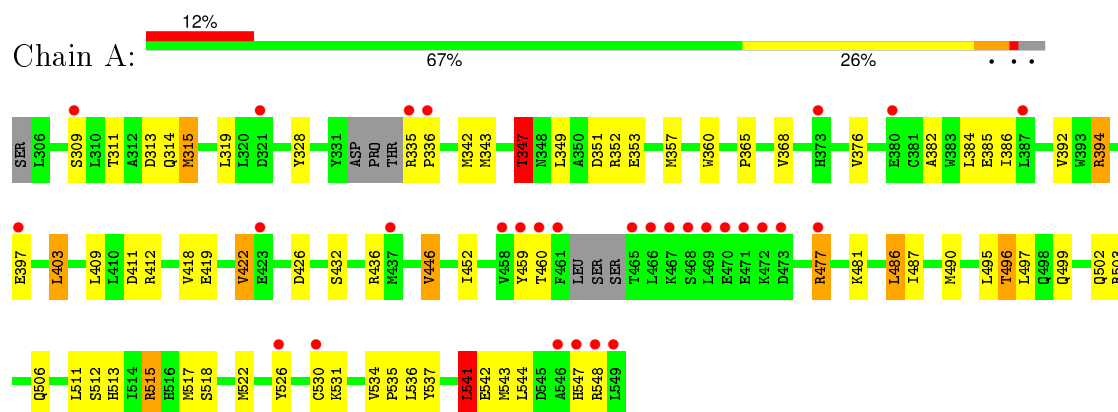 12%
Chain A:
67% 26% • • •
SER L306 S309 L310 T311 A312 D313 Q314 M315 L319 L320 D321 Y328 Y331 ASP PRO THR R335 P336 M342 M343 T347 N348 L349 A350 D351 R352 E353 M357 W360 P365 V368 H373 V376 E380 C381 A382 W383 L384 E385 I386 L387 V392 W393 R394
E397 L403 L409 L410 D411 R412 V418 E419 V422 E423 D426 S432 R436 M437 V446 I452 V458 Y459 T460 F461 LEU SER SER T465 L466 K467 S468 L469 E470 E471 K472 D473 R477 K481 L486 I487 M490 L495 T496 L497 Q498 Q499 Q502 R503
Q506 L511 S512 H513 I514 R515 H516 M517 S518 M522 Y526 C530 K531 V534 P535 L536 Y537 L541 E542 M543 L544 D545 A546 H547 R548 L549